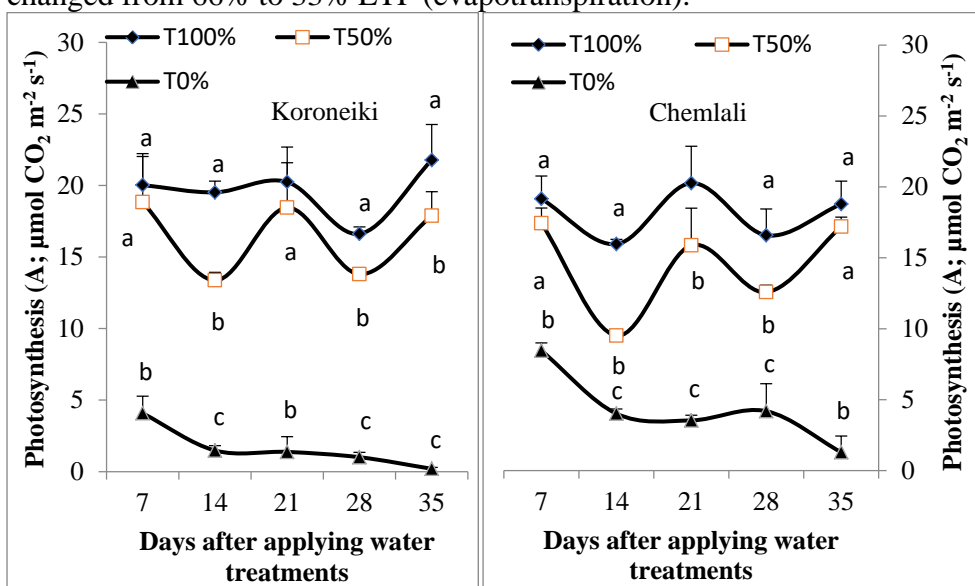 changed from 66% to 33% ETP (evapotranspiration).
T100% T50%
T0%
Koroneiki
Photosynthesis (A; µmol CO₂ m⁻² s⁻¹)
30
25
20
15
10
5
0
a a a a
a b a b b
b c b c c
7 14 21 28 35
Days after applying water
treatments
T100% T50%
T0%
Chemlali
a a a a
a b b b a
b c c c b
7 14 21 28 35
Days after applying water
treatments
30
25
20
15
10
5
0
Photosynthesis (A; µmol CO₂ m⁻² s⁻¹)